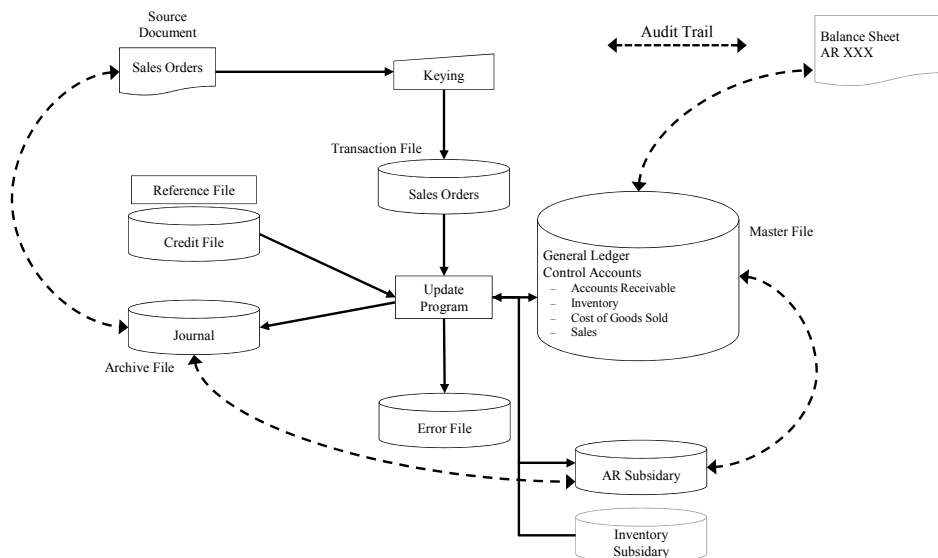 Source
Document
Sales Orders
Keying
Audit Trail
Balance Sheet
AR XXX
Transaction File
Sales Orders
Reference File
Credit File
Master File
General Ledger
Control Accounts
– Accounts Receivable
– Inventory
– Cost of Goods Sold
– Sales
Update
Program
Journal
Archive File
Error File
AR Subsidary
Inventory
Subsidary